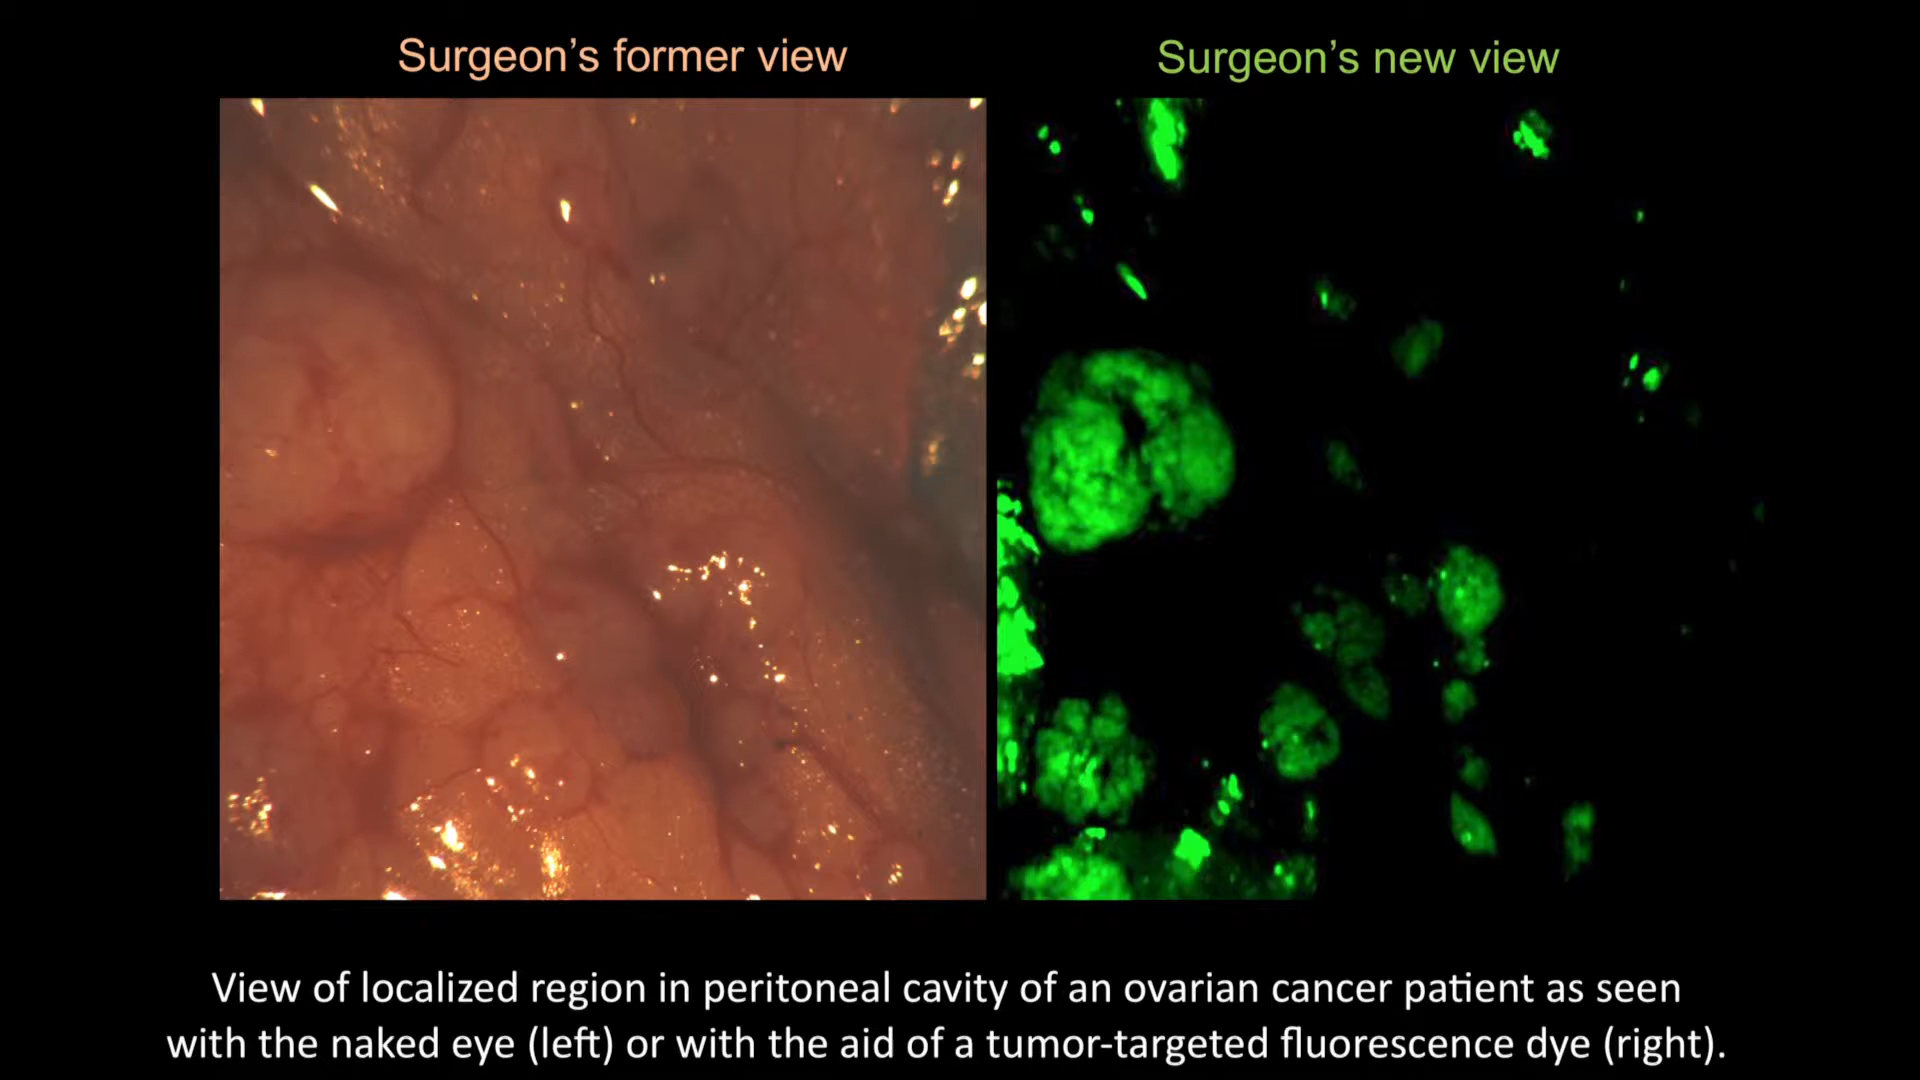 Surgeon’s former view
Surgeon’s new view
View of localized region in peritoneal cavity of an ovarian cancer patient as seen
with the naked eye (left) or with the aid of a tumor-targeted fluorescence dye (right).